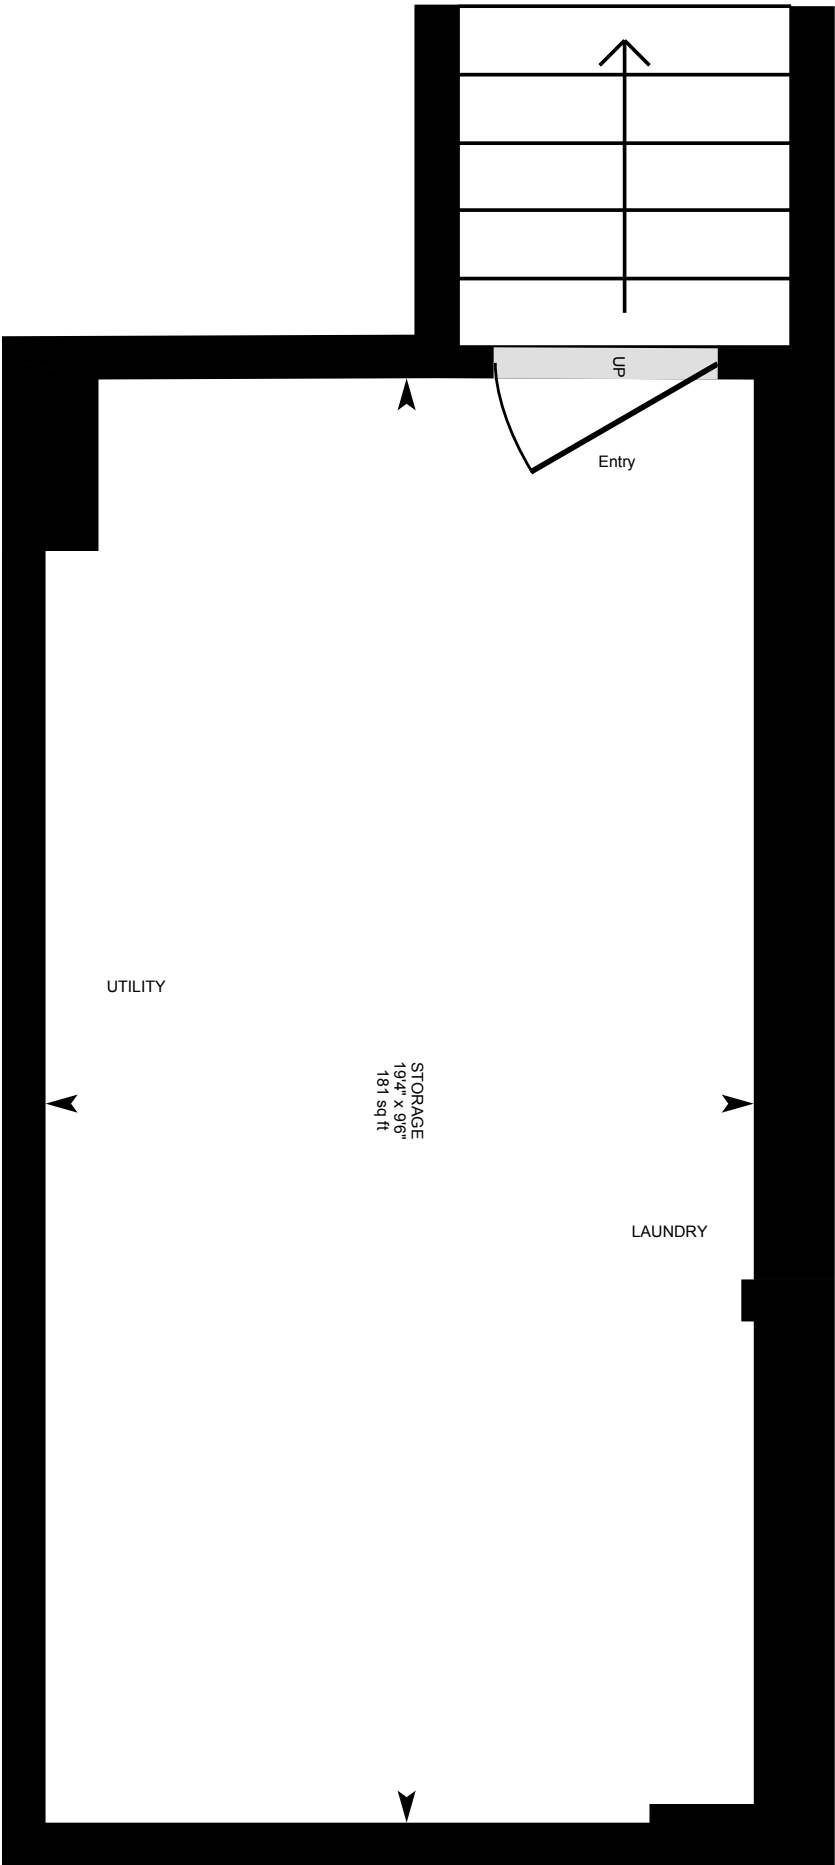 UP
Entry
UTILITY
STORAGE
19'4" x 9'6"
181 sq ft
LAUNDRY